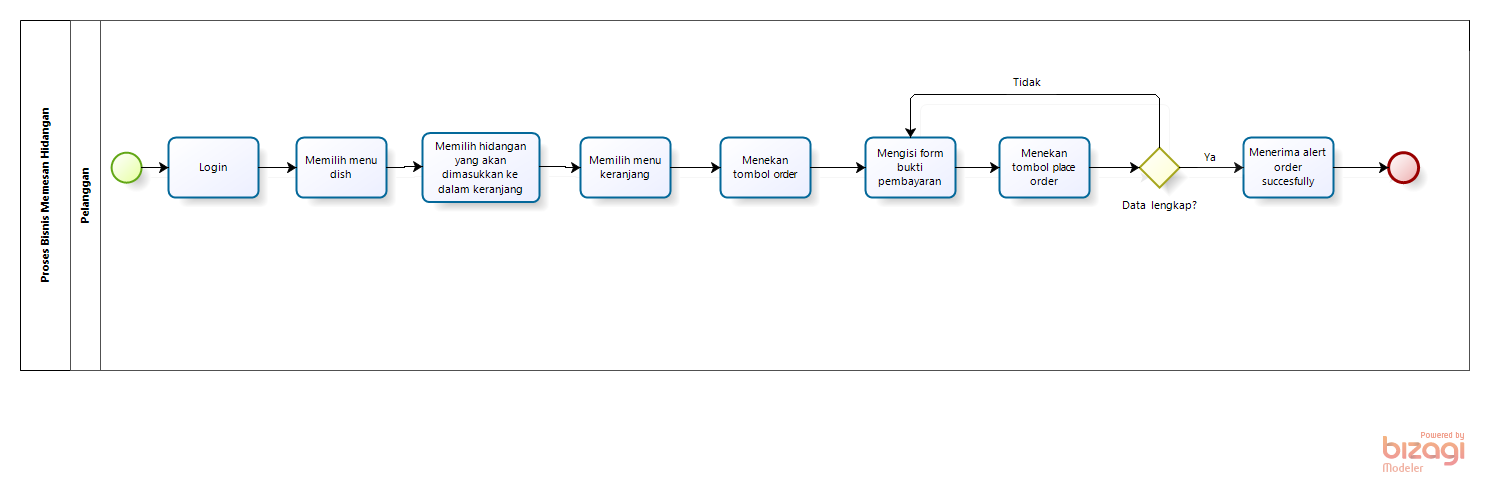 Proses Bisnis Memesan Hidangan
Pelanggan
Login
Memilih menu
dish
Memilih hidangan
yang akan
dimasukkan ke
dalam keranjang
Memilih menu
keranjang
Menekan
tombol order
Mengisi form
bukti
pembayaran
Menekan
tombol place
order
Tidak
Data lengkap?
Ya
Menerima alert
order
succesfully
Powered by
bizagi
Modeler